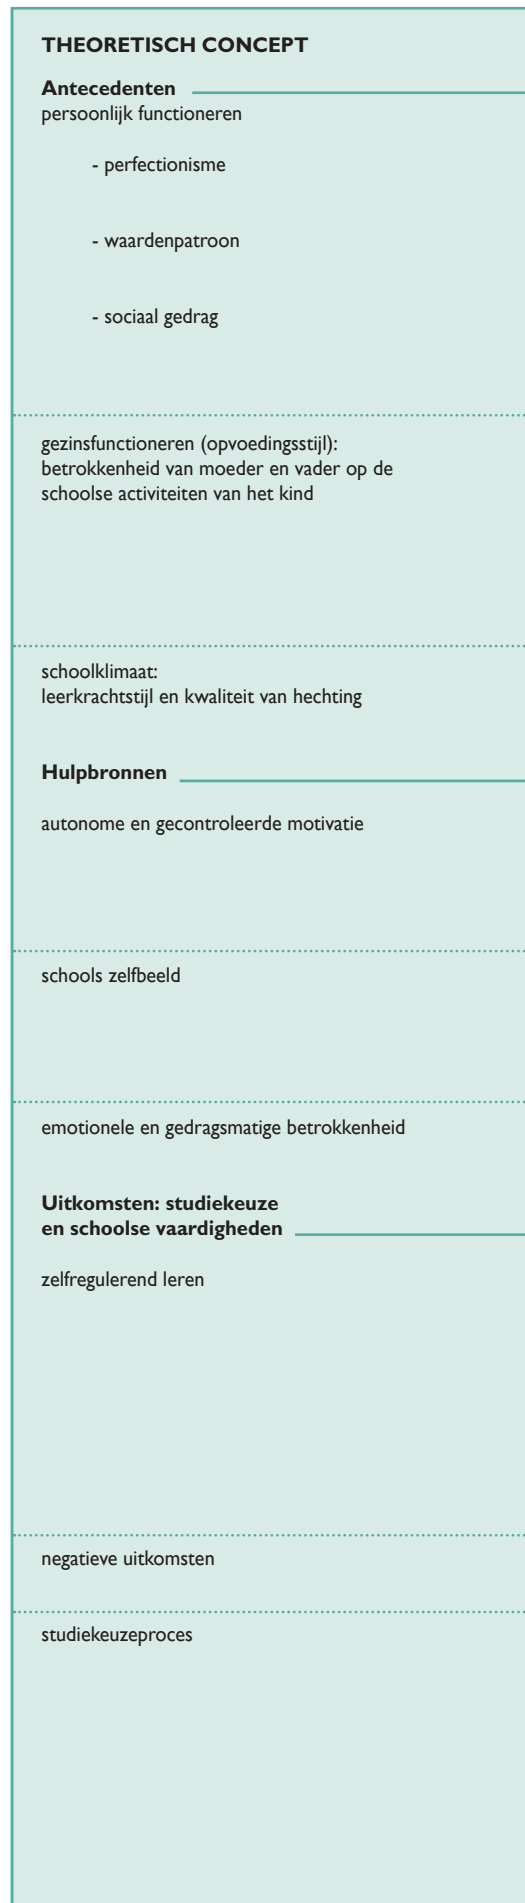 THEORETISCH CONCEPT
Antecedenten
persoonlijk functioneren
- perfectionisme
- waardenpatroon
- sociaal gedrag
gezinsfunctioneren (opvoedingsstijl):
betrokkenheid van moeder en vader op de
schoolse activiteiten van het kind
schoolklimaat:
leerkrachtstijl en kwaliteit van hechting
Hulpbronnen
autonome en gecontroleerde motivatie
schools zelfbeeld
emotionele en gedragsmatige betrokkenheid
Uitkomsten: studiekeuze
en schoolse vaardigheden
zelfregulerend leren
negatieve uitkomsten
studiekeuzeproces